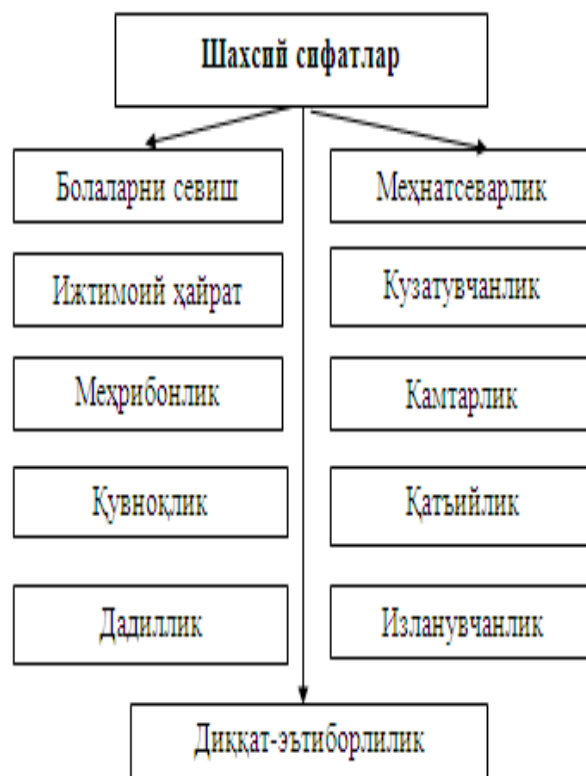 Шахсий сифатлар
Болаларни севиш
Меҳнатсеварлик
Ижтимоий ҳайрат
Кузатувчанлик
Меҳрибонлик
Камтарлик
Қувноқлик
Қатъийлик
Дадиллик
Изланувчанлик
Диққат-эътиборлилик